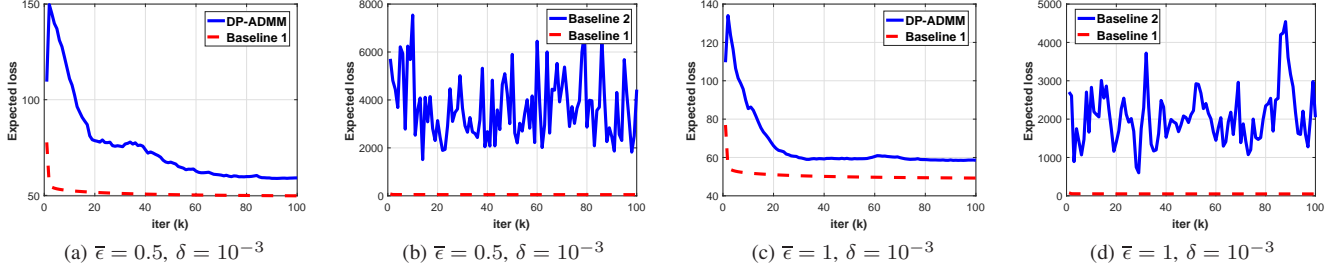 150
100
50
Expected loss
0
20
40
60
80
100
iter (k)
DP-ADMM
Baseline 1
(a) ϵ̅ = 0.5, δ = 10⁻³
8000
6000
4000
2000
0
Expected loss
0
20
40
60
80
100
iter (k)
Baseline 2
Baseline 1
(b) ϵ̅ = 0.5, δ = 10⁻³
140
120
100
80
60
40
Expected loss
0
20
40
60
80
100
iter (k)
DP-ADMM
Baseline 1
(c) ϵ̅ = 1, δ = 10⁻³
5000
4000
3000
2000
1000
0
Expected loss
0
20
40
60
80
100
iter (k)
Baseline 2
Baseline 1
(d) ϵ̅ = 1, δ = 10⁻³